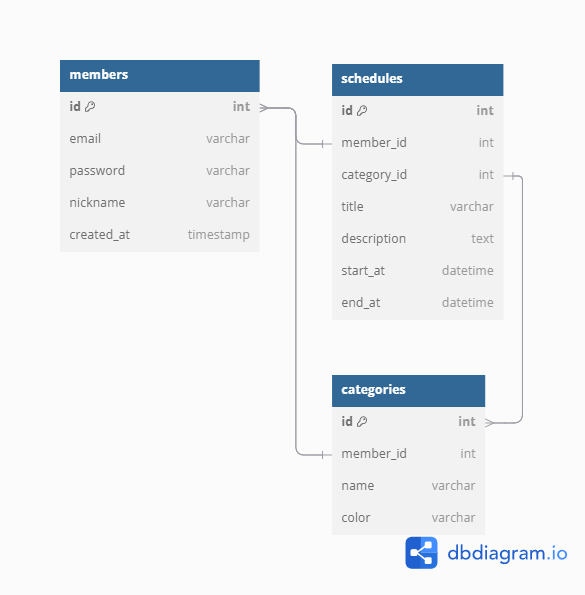 members
id int
email varchar
password varchar
nickname varchar
created_at timestamp
schedules
id int
member_id int
category_id int
title varchar
description text
start_at datetime
end_at datetime
categories
id int
member_id int
name varchar
color varchar
dbdiagram.io